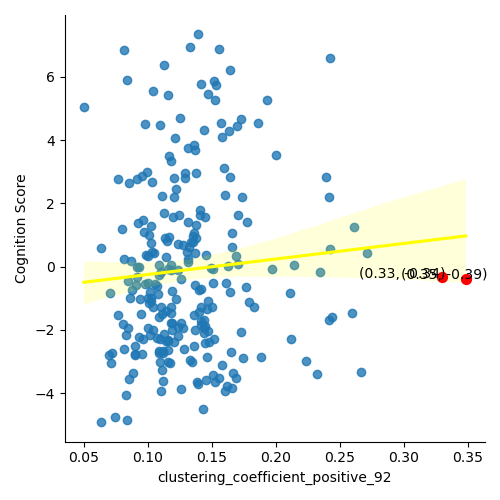 6
4
2
0
−2
−4
Cognition Score
(0.33, -0.34)
(0.35, -0.39)
0.05 0.10 0.15 0.20 0.25 0.30 0.35
clustering_coefficient_positive_92